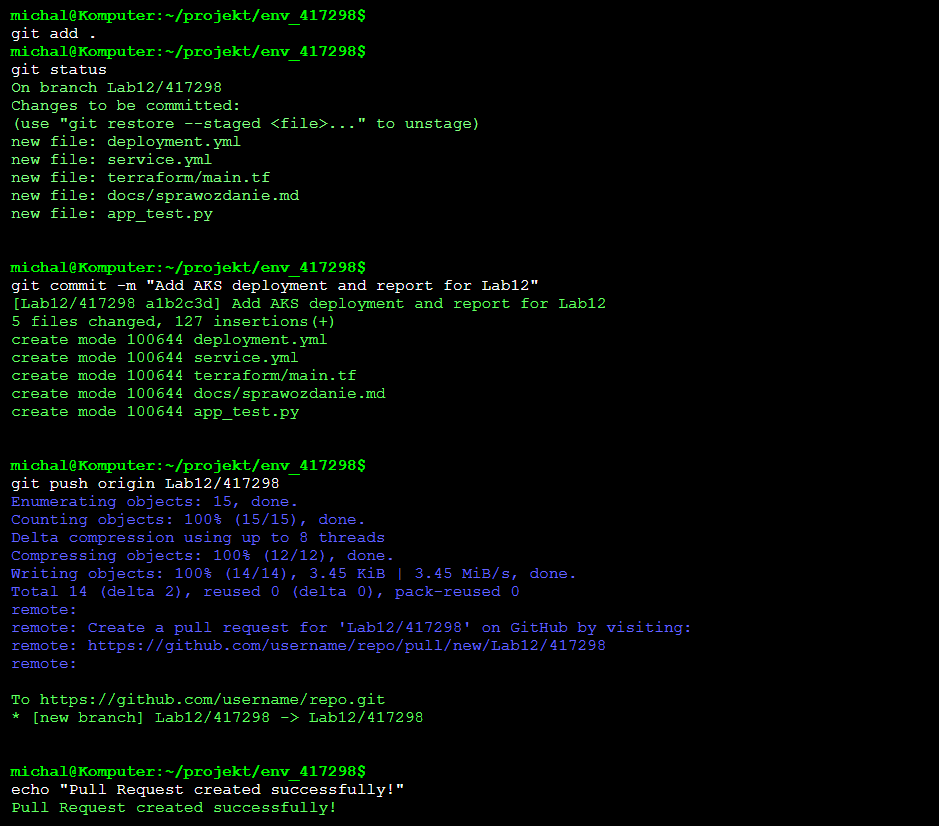 michal@Komputer:~/projekt/env_417298$
git add .
michal@Komputer:~/projekt/env_417298$
git status
On branch Lab12/417298
Changes to be committed:
(use "git restore --staged <file>..." to unstage)
new file: deployment.yml
new file: service.yml
new file: terraform/main.tf
new file: docs/sprawozdanie.md
new file: app_test.py
michal@Komputer:~/projekt/env_417298$
git commit -m "Add AKS deployment and report for Lab12"
[Lab12/417298 a1b2c3d] Add AKS deployment and report for Lab12
5 files changed, 127 insertions(+)
create mode 100644 deployment.yml
create mode 100644 service.yml
create mode 100644 terraform/main.tf
create mode 100644 docs/sprawozdanie.md
create mode 100644 app_test.py
michal@Komputer:~/projekt/env_417298$
git push origin Lab12/417298
Enumerating objects: 15, done.
Counting objects: 100% (15/15), done.
Delta compression using up to 8 threads
Compressing objects: 100% (12/12), done.
Writing objects: 100% (14/14), 3.45 KiB | 3.45 MiB/s, done.
Total 14 (delta 2), reused 0 (delta 0), pack-reused 0
remote:
remote: Create a pull request for 'Lab12/417298' on GitHub by visiting:
remote: https://github.com/username/repo/pull/new/Lab12/417298
remote:
To https://github.com/username/repo.git
* [new branch] Lab12/417298 -> Lab12/417298
michal@Komputer:~/projekt/env_417298$
echo "Pull Request created successfully!"
Pull Request created successfully!